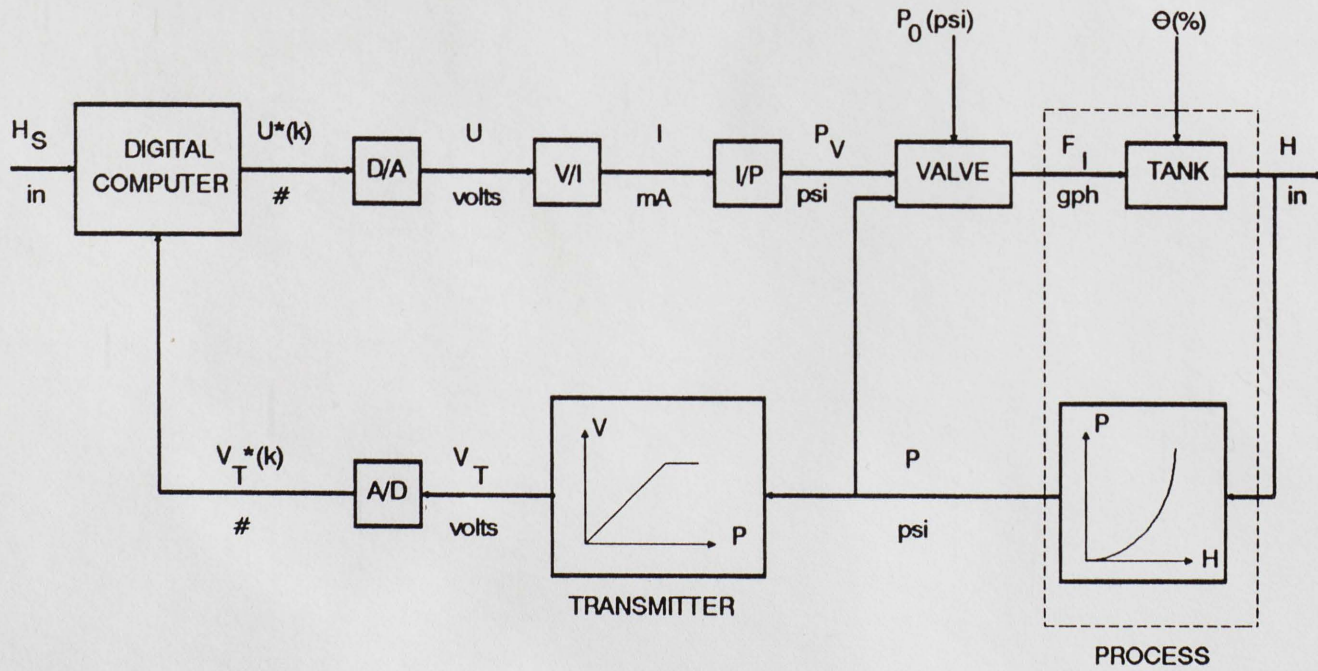 P0 (psi)
Θ(%)
HS
in
DIGITAL
COMPUTER
U*(k)
#
D/A
U
volts
V/I
I
mA
I/P
PV
psi
VALVE
FI
gph
TANK
H
in
VT*(k)
#
A/D
VT
volts
V
P
TRANSMITTER
P
psi
P
H
PROCESS